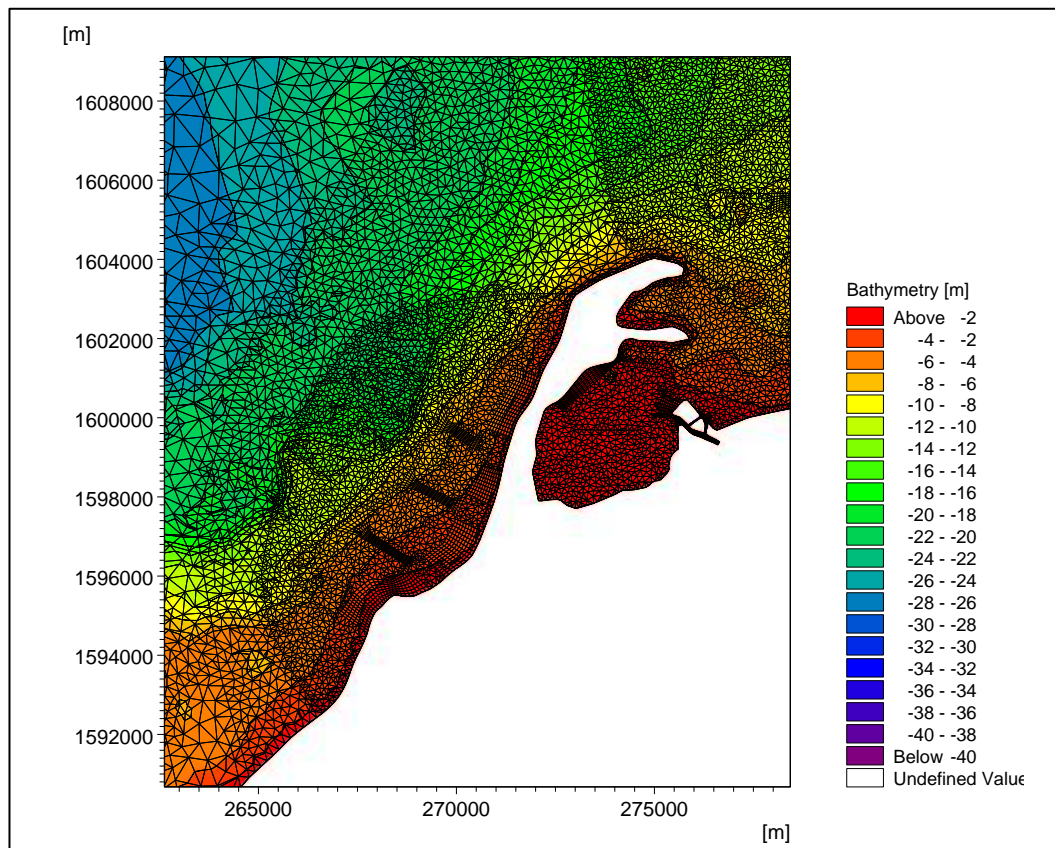 [m]
1608000
1606000
1604000
1602000
1600000
1598000
1596000
1594000
1592000
265000
270000
275000
[m]
Bathymetry [m]
Above -2
-4 - -2
-6 - -4
-8 - -6
-10 - -8
-12 - -10
-14 - -12
-16 - -14
-18 - -16
-20 - -18
-22 - -20
-24 - -22
-26 - -24
-28 - -26
-30 - -28
-32 - -30
-34 - -32
-36 - -34
-38 - -36
-40 - -38
Below -40
Undefined Value